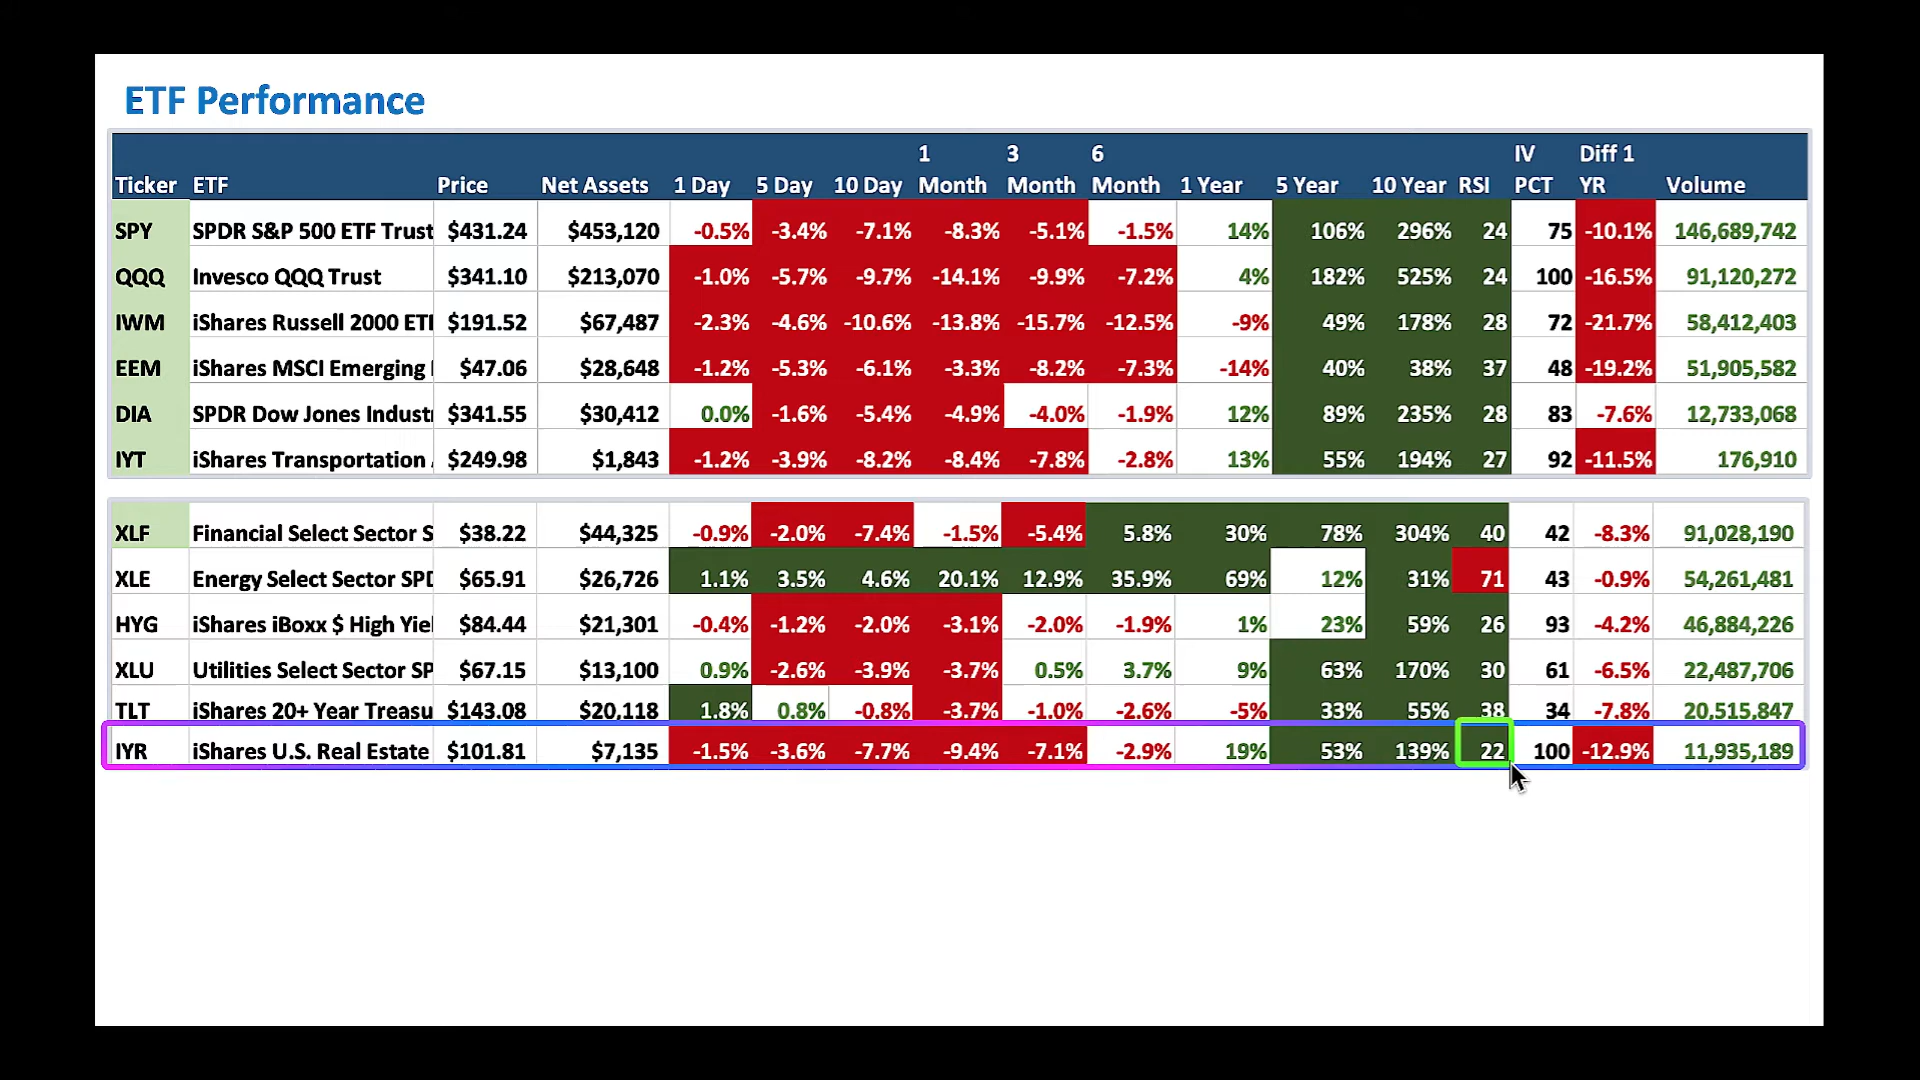 ETF Performance
Ticker ETF Price Net Assets 1 Day 5 Day 10 Day 1 Month 3 Month 6 Month 1 Year 5 Year 10 Year RSI IV PCT Diff 1 YR Volume
SPY SPDR S&P 500 ETF Trust $431.24 $453,120 -0.5% -3.4% -7.1% -8.3% -5.1% -1.5% 14% 106% 296% 24 75 -10.1% 146,689,742
QQQ Invesco QQQ Trust $341.10 $213,070 -1.0% -5.7% -9.7% -14.1% -9.9% -7.2% 4% 182% 525% 24 100 -16.5% 91,120,272
IWM iShares Russell 2000 ETF $191.52 $67,487 -2.3% -4.6% -10.6% -13.8% -15.7% -12.5% -9% 49% 178% 28 72 -21.7% 58,412,403
EEM iShares MSCI Emerging $47.06 $28,648 -1.2% -5.3% -6.1% -3.3% -8.2% -7.3% -14% 40% 38% 37 48 -19.2% 51,905,582
DIA SPDR Dow Jones Industr $341.55 $30,412 0.0% -1.6% -5.4% -4.9% -4.0% -1.9% 12% 89% 235% 28 83 -7.6% 12,733,068
IYT iShares Transportation $249.98 $1,843 -1.2% -3.9% -8.2% -8.4% -7.8% -2.8% 13% 55% 194% 27 92 -11.5% 176,910
XLF Financial Select Sector S $38.22 $44,325 -0.9% -2.0% -7.4% -1.5% -5.4% 5.8% 30% 78% 304% 40 42 -8.3% 91,028,190
XLE Energy Select Sector SPD $65.91 $26,726 1.1% 3.5% 4.6% 20.1% 12.9% 35.9% 69% 12% 31% 71 43 -0.9% 54,261,481
HYG iShares iBoxx $ High Yiel $84.44 $21,301 -0.4% -1.2% -2.0% -3.1% -2.0% -1.9% 1% 23% 59% 26 93 -4.2% 46,884,226
XLU Utilities Select Sector SP $67.15 $13,100 0.9% -2.6% -3.9% -3.7% 0.5% 3.7% 9% 63% 170% 30 61 -6.5% 22,487,706
TLT iShares 20+ Year Treasu $143.08 $20,118 1.8% 0.8% -0.8% -3.7% -1.0% -2.6% -5% 33% 55% 38 34 -7.8% 20,515,847
IYR iShares U.S. Real Estate $101.81 $7,135 -1.5% -3.6% -7.7% -9.4% -7.1% -2.9% 19% 53% 139% 22 100 -12.9% 11,935,189